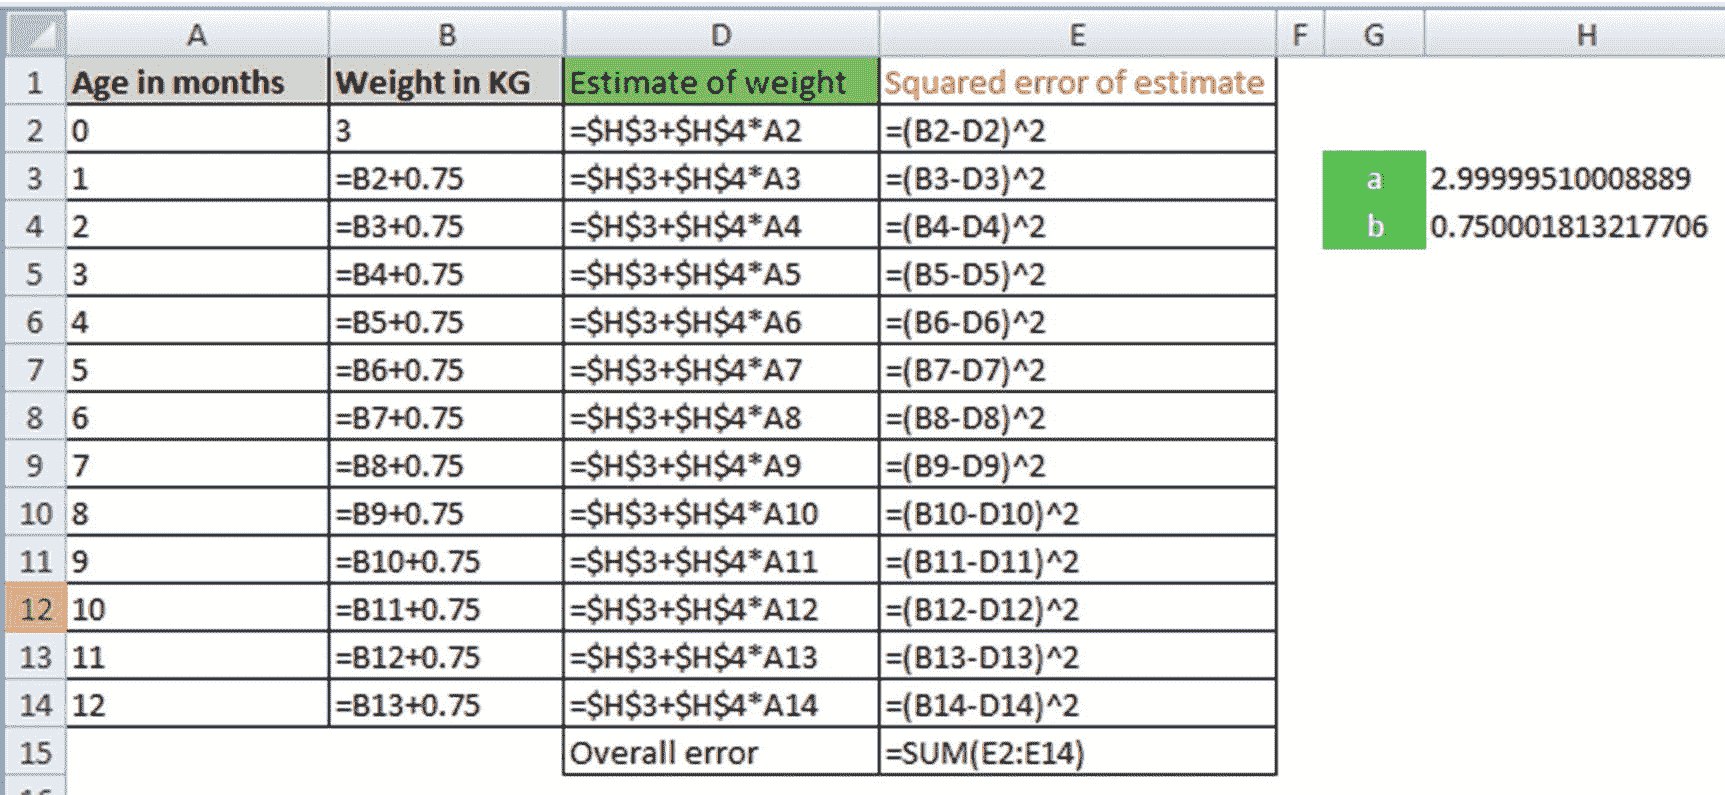 A B D E F G H
1 Age in months Weight in KG Estimate of weight Squared error of estimate
2 0 3 =$H$3+$H$4*A2 =(B2-D2)^2
3 1 =B2+0.75 =$H$3+$H$4*A3 =(B3-D3)^2 a 2.99999510008889
4 2 =B3+0.75 =$H$3+$H$4*A4 =(B4-D4)^2 b 0.750001813217706
5 3 =B4+0.75 =$H$3+$H$4*A5 =(B5-D5)^2
6 4 =B5+0.75 =$H$3+$H$4*A6 =(B6-D6)^2
7 5 =B6+0.75 =$H$3+$H$4*A7 =(B7-D7)^2
8 6 =B7+0.75 =$H$3+$H$4*A8 =(B8-D8)^2
9 7 =B8+0.75 =$H$3+$H$4*A9 =(B9-D9)^2
10 8 =B9+0.75 =$H$3+$H$4*A10 =(B10-D10)^2
11 9 =B10+0.75 =$H$3+$H$4*A11 =(B11-D11)^2
12 10 =B11+0.75 =$H$3+$H$4*A12 =(B12-D12)^2
13 11 =B12+0.75 =$H$3+$H$4*A13 =(B13-D13)^2
14 12 =B13+0.75 =$H$3+$H$4*A14 =(B14-D14)^2
15 Overall error =SUM(E2:E14)